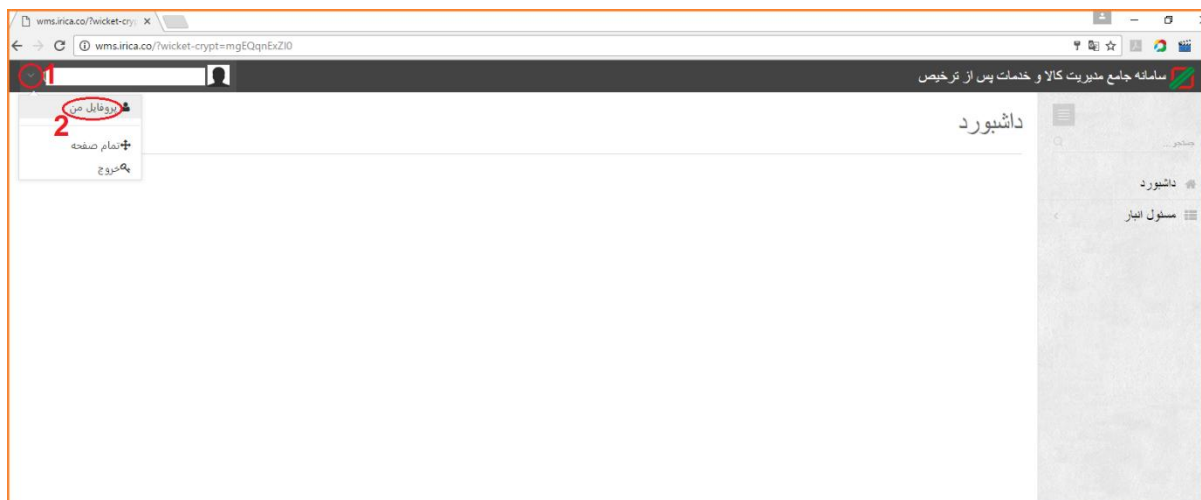 wms.irica.co/?wicket-cry
wms.irica.co/?wicket-crypt=mgEQqnExZI0
سامانه جامع مدیریت کالا و خدمات پس از ترخیص
1
پروفایل من
2
تمام صفحه
خروج
داشبورد
جستجو ...
داشبورد
مسئول انبار